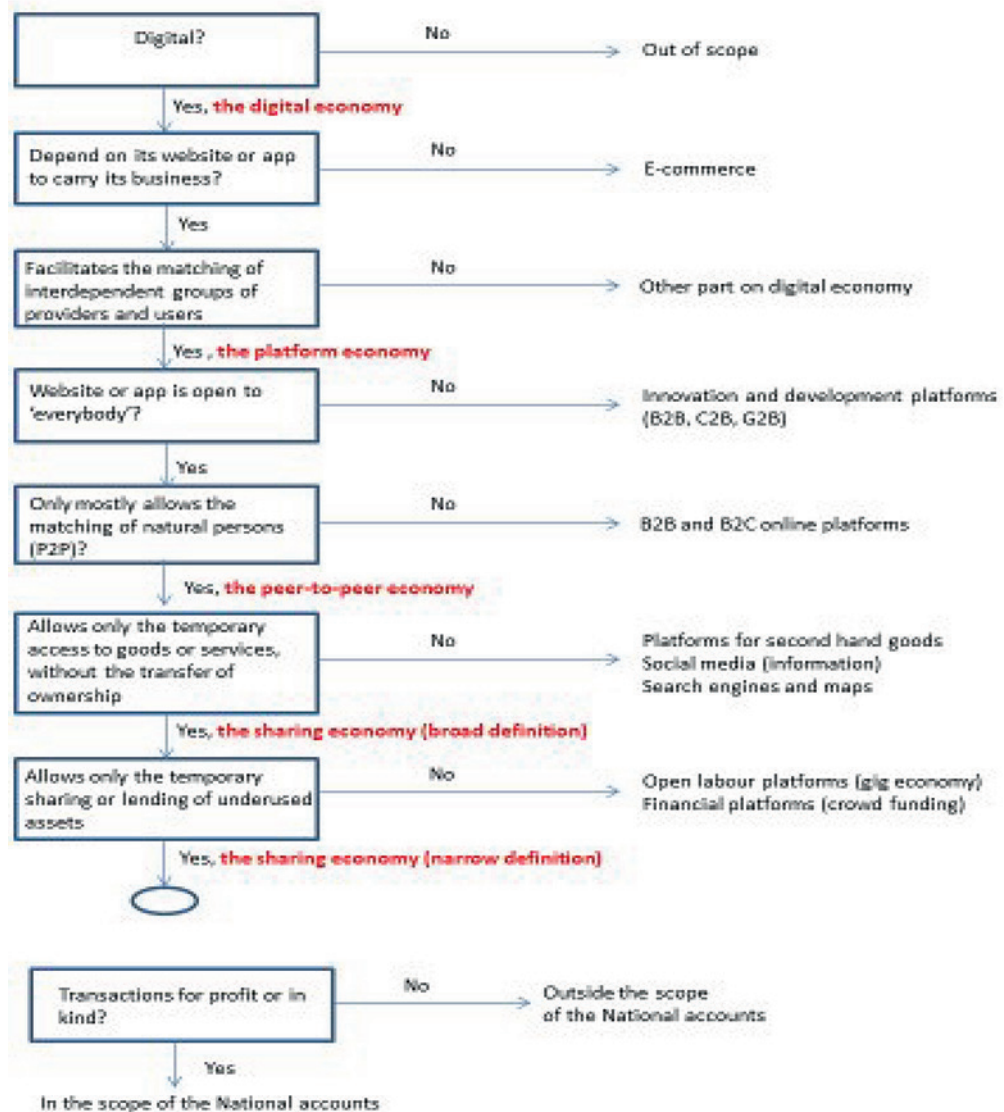 Digital?
No
Out of scope
Yes, the digital economy
Depend on its website or app
to carry its business?
No
E-commerce
Yes
Facilitates the matching of
interdependent groups of
providers and users
No
Other part on digital economy
Yes , the platform economy
Website or app is open to
‘everybody’?
No
Innovation and development platforms
(B2B, C2B, G2B)
Yes
Only mostly allows the
matching of natural persons
(P2P)?
No
B2B and B2C online platforms
Yes, the peer-to-peer economy
Allows only the temporary
access to goods or services,
without the transfer of
ownership
No
Platforms for second hand goods
Social media (information)
Search engines and maps
Yes, the sharing economy (broad definition)
Allows only the temporary
sharing or lending of underused
assets
No
Open labour platforms (gig economy)
Financial platforms (crowd funding)
Yes, the sharing economy (narrow definition)
Transactions for profit or in
kind?
No
Outside the scope
of the National accounts
Yes
In the scope of the National accounts